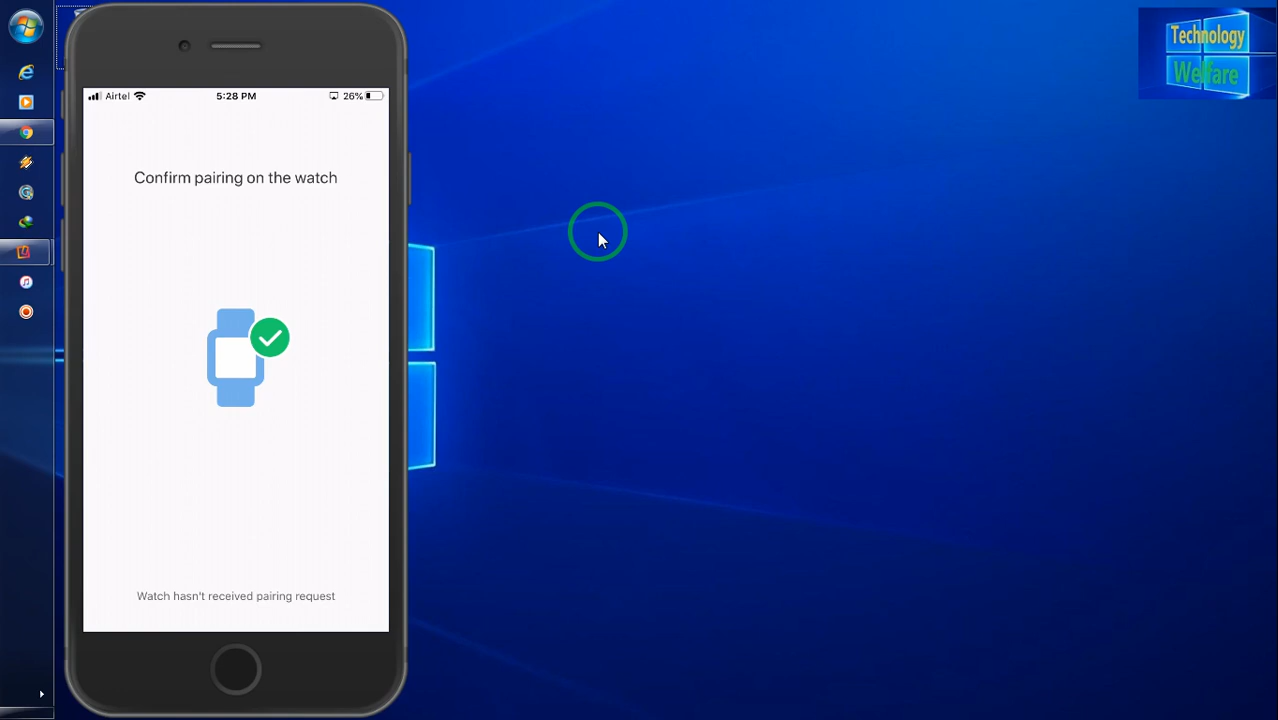 Technology
Welfare
Airtel 5:28 PM 26%
Confirm pairing on the watch
Watch hasn't received pairing request